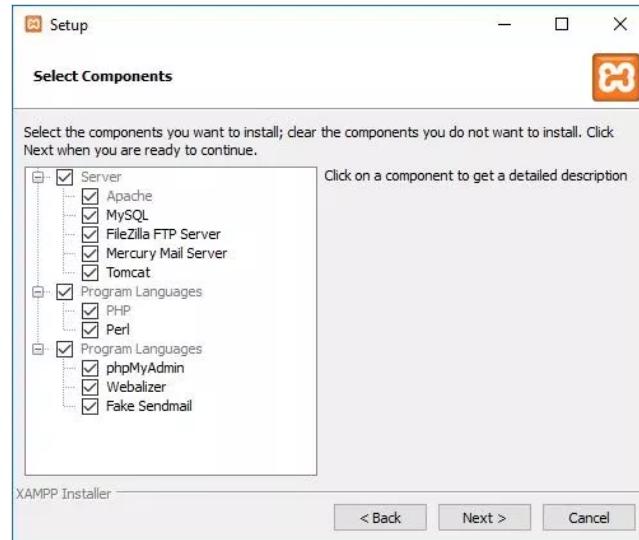 Setup
Select Components
Select the components you want to install; clear the components you do not want to install. Click
Next when you are ready to continue.
Server
Apache
MySQL
FileZilla FTP Server
Mercury Mail Server
Tomcat
Program Languages
PHP
Perl
Program Languages
phpMyAdmin
Webalizer
Fake Sendmail
Click on a component to get a detailed description
XAMPP Installer
< Back
Next >
Cancel